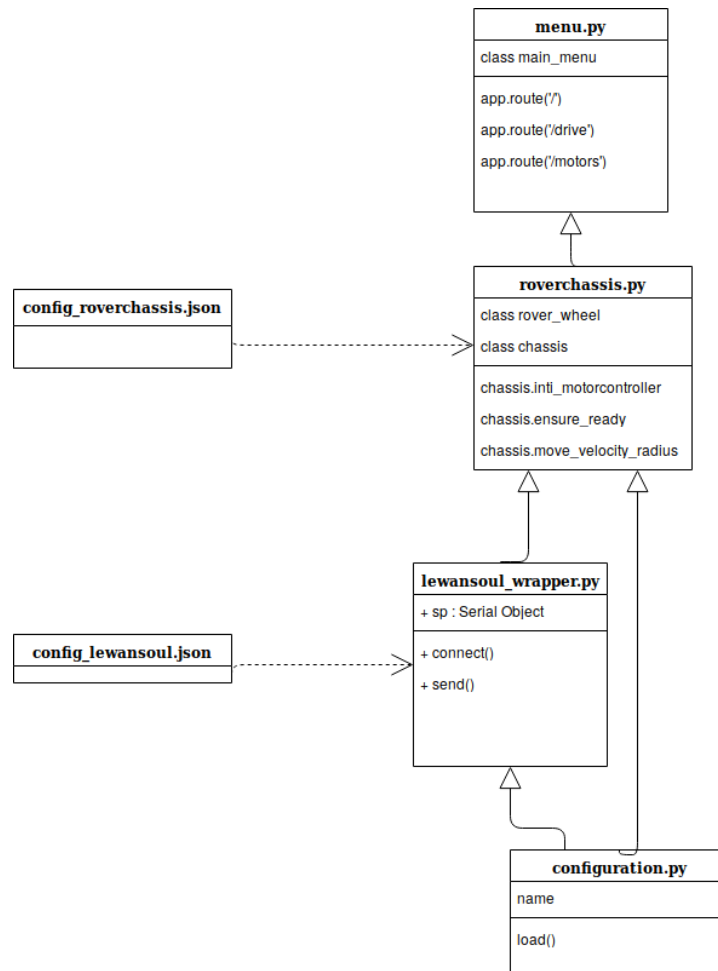 menu.py
class main_menu
app.route('/')
app.route('/drive')
app.route('/motors')
config_roverchassis.json
roverchassis.py
class rover_wheel
class chassis
chassis.inti_motorcontroller
chassis.ensure_ready
chassis.move_velocity_radius
lewansoul_wrapper.py
+ sp : Serial Object
+ connect()
+ send()
config_lewansoul.json
configuration.py
name
load()